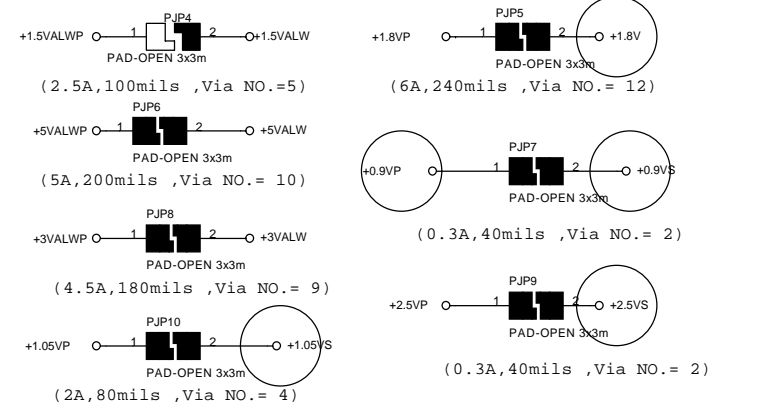 PJP4
+1.5VALWP 1 2 +1.5VALW
PAD-OPEN 3x3m
(2.5A,100mils ,Via NO.=5)
PJP6
+5VALWP 1 2 +5VALW
PAD-OPEN 3x3m
(5A,200mils ,Via NO.= 10)
PJP8
+3VALWP 1 2 +3VALW
PAD-OPEN 3x3m
(4.5A,180mils ,Via NO.= 9)
PJP10
+1.05VP 1 2 +1.05VS
PAD-OPEN 3x3m
(2A,80mils ,Via NO.= 4)
PJP5
+1.8VP 1 2 +1.8V
PAD-OPEN 3x3m
(6A,240mils ,Via NO.= 12)
PJP7
+0.9VP 1 2 +0.9VS
PAD-OPEN 3x3m
(0.3A,40mils ,Via NO.= 2)
PJP9
+2.5VP 1 2 +2.5VS
PAD-OPEN 3x3m
(0.3A,40mils ,Via NO.= 2)